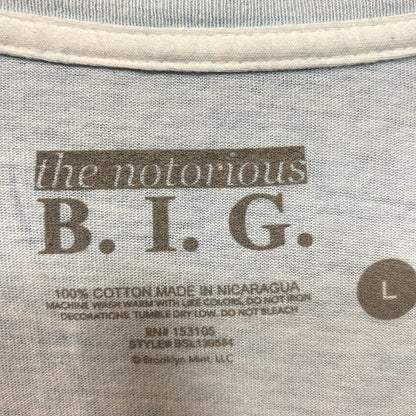 the notorious
B. I. G.
100% COTTON MADE IN NICARAGUA
MACHINE WASH WARM WITH LIKE COLORS, DO NOT IRON
DECORATIONS. TUMBLE DRY LOW. DO NOT BLEACH
RN# 153105
STYLE# BSL139584
© Brooklyn Mint, LLC
L